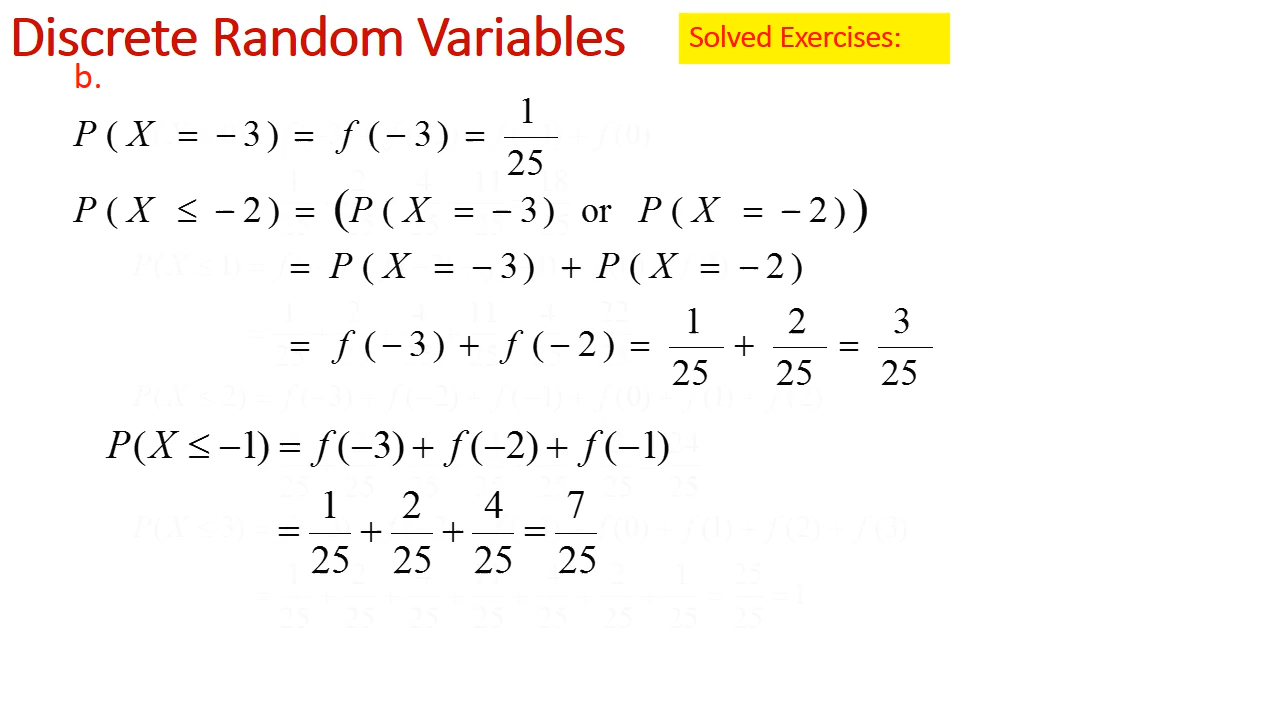 Discrete Random Variables
Solved Exercises:
b.
P( X = −3) = f (−3) = 1/25
P( X ≤ −2) = (P( X = −3) or P( X = −2))
= P( X = −3) + P( X = −2)
= f (−3) + f (−2) = 1/25 + 2/25 = 3/25
P(X ≤ −1) = f (−3) + f (−2) + f (−1)
= 1/25 + 2/25 + 4/25 = 7/25